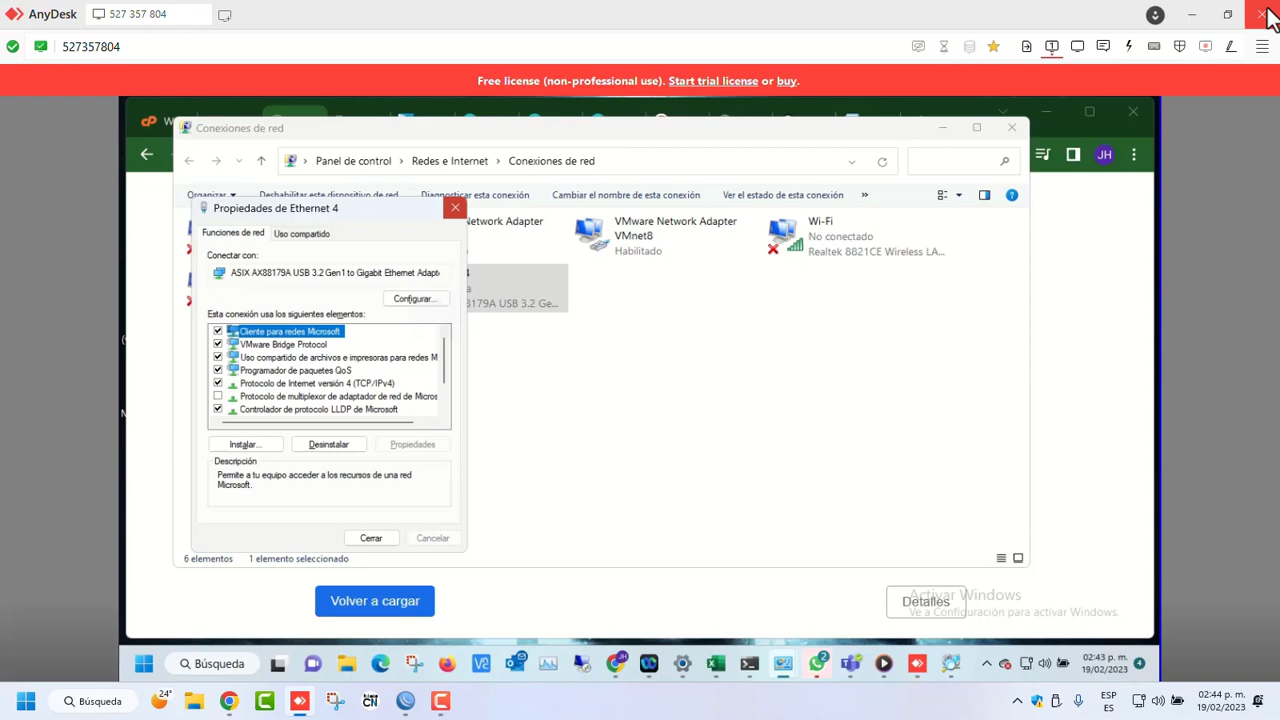 AnyDesk
527 357 804
527357804
Free license (non-professional use). Start trial license or buy.
Conexiones de red
Panel de control > Redes e Internet > Conexiones de red
Organizar
Deshabilitar este dispositivo de red
Diagnosticar esta conexión
Cambiar el nombre de esta conexión
Ver el estado de esta conexión
»
JH
Propiedades de Ethernet 4
Funciones de red
Uso compartido
Conectar con:
ASIX AX88179A USB 3.2 Gen1 to Gigabit Ethernet Adapt
Configurar...
Esta conexión usa los siguientes elementos:
Cliente para redes Microsoft
VMware Bridge Protocol
Uso compartido de archivos e impresoras para redes M
Programador de paquetes QoS
Protocolo de Internet versión 4 (TCP/IPv4)
Protocolo de multiplexor de adaptador de red de Micros
Controlador de protocolo LLDP de Microsoft
Instalar...
Desinstalar
Propiedades
Descripción
Permite a tu equipo acceder a los recursos de una red
Microsoft.
Cerrar
Cancelar
etwork Adapter
4
a
8179A USB 3.2 Ge...
VMware Network Adapter
VMnet8
Habilitado
Wi-Fi
No conectado
Realtek 8821CE Wireless LA...
6 elementos
1 elemento seleccionado
Volver a cargar
Detalles
Activar Windows
Ve a Configuración para activar Windows.
Búsqueda
02:43 p. m.
19/02/2023
24°
Búsqueda
ESP
ES
02:44 p. m.
19/02/2023